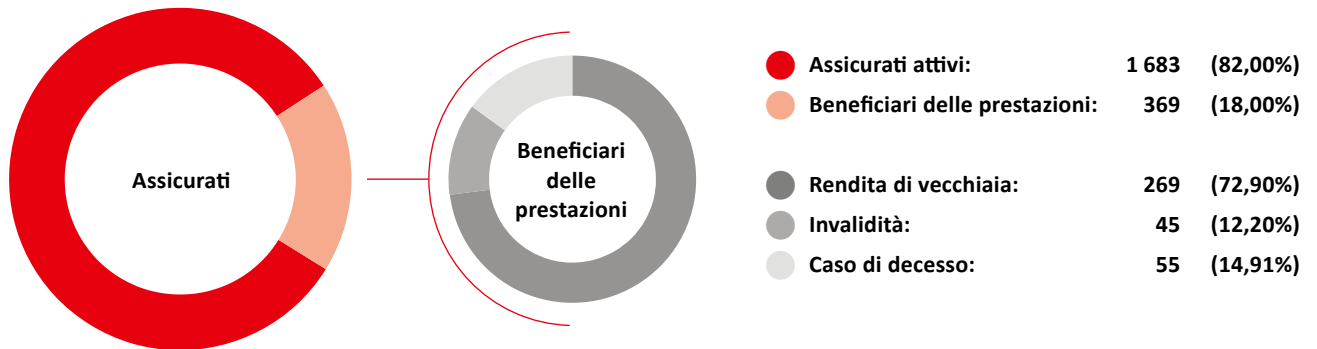 Assicurati
Beneficiari
delle
prestazioni
Assicurati attivi: 1 683 (82,00%)
Beneficiari delle prestazioni: 369 (18,00%)
Rendita di vecchiaia: 269 (72,90%)
Invalidità: 45 (12,20%)
Caso di decesso: 55 (14,91%)